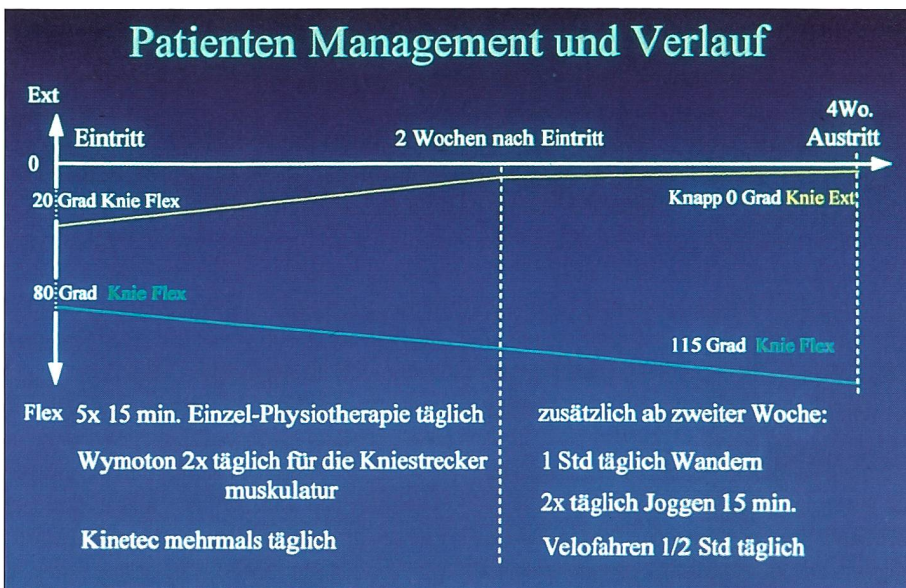 Patienten Management und Verlauf
Ext
4Wo.
Eintritt
2 Wochen nach Eintritt
Austritt
0
20 Grad Knie Flex
Knapp 0 Grad Knie Ext
80 Grad Knie Flex
115 Grad Knie Flex
Flex
5x 15 min. Einzel-Physiotherapie täglich
Wymoton 2x täglich für die Kniestrecker
muskulatur
Kinetec mehrmals täglich
zusätzlich ab zweiter Woche:
1 Std täglich Wandern
2x täglich Joggen 15 min.
Velofahren 1/2 Std täglich